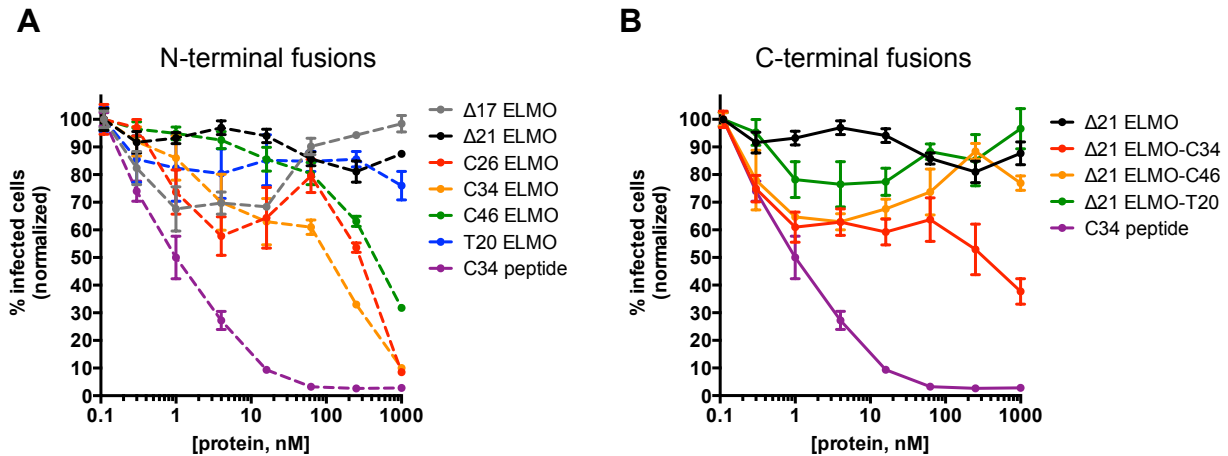 A
N-terminal fusions
% infected cells
(normalized)
100
90
80
70
60
50
40
30
20
10
0
0.1
1
10
100
1000
[protein, nM]
Δ17 ELMO
Δ21 ELMO
C26 ELMO
C34 ELMO
C46 ELMO
T20 ELMO
C34 peptide
B
C-terminal fusions
% infected cells
(normalized)
100
90
80
70
60
50
40
30
20
10
0
0.1
1
10
100
1000
[protein, nM]
Δ21 ELMO
Δ21 ELMO-C34
Δ21 ELMO-C46
Δ21 ELMO-T20
C34 peptide